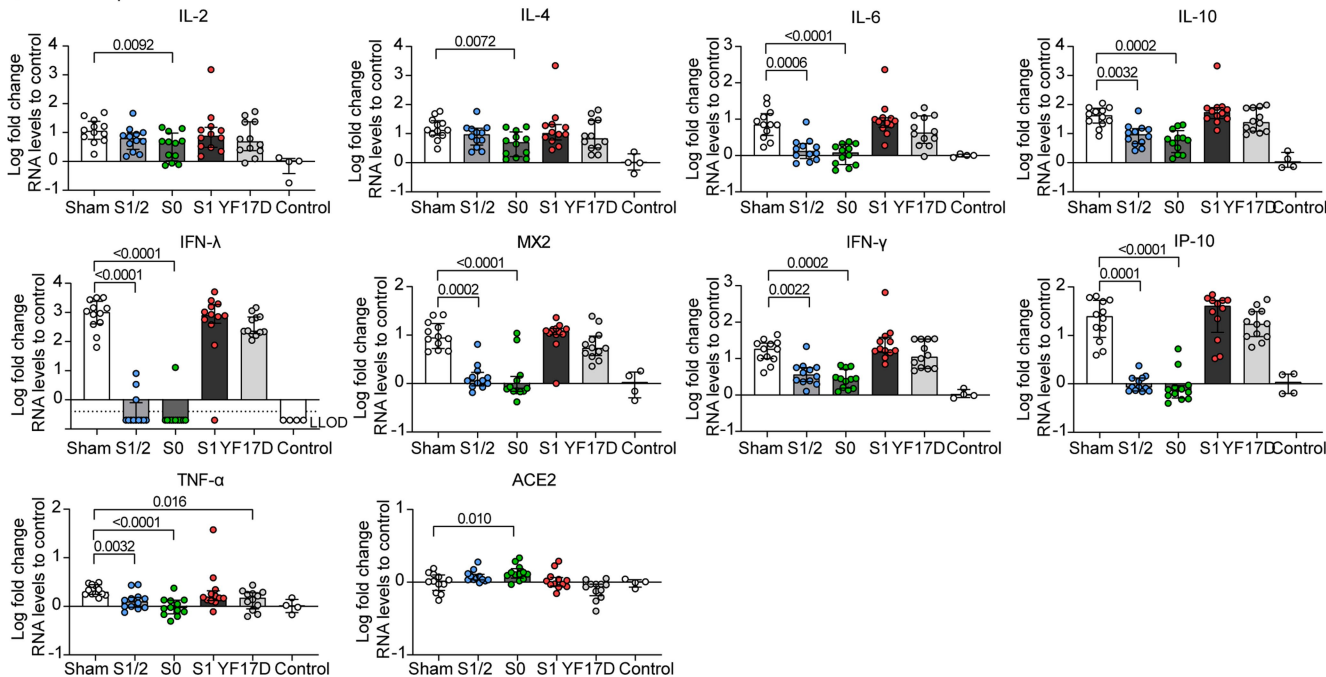 IL-2
Log fold change
RNA levels to control
4
3
2
1
0
-1
0.0092
Sham S1/2 S0 S1 YF17D Control
IL-4
Log fold change
RNA levels to control
4
3
2
1
0
-1
0.0072
Sham S1/2 S0 S1 YF17D Control
IL-6
Log fold change
RNA levels to control
3
2
1
0
-1
<0.0001
0.0006
Sham S1/2 S0 S1 YF17D Control
IL-10
Log fold change
RNA levels to control
4
3
2
1
0
-1
0.0002
0.0032
Sham S1/2 S0 S1 YF17D Control
IFN-λ
Log fold change
RNA levels to control
4
3
2
1
0
<0.0001
<0.0001
LLOD
Sham S1/2 S0 S1 YF17D Control
MX2
Log fold change
RNA levels to control
2
1
0
-1
<0.0001
0.0002
Sham S1/2 S0 S1 YF17D Control
IFN-γ
Log fold change
RNA levels to control
3
2
1
0
-1
0.0002
0.0022
Sham S1/2 S0 S1 YF17D Control
IP-10
Log fold change
RNA levels to control
2
1
0
-1
<0.0001
0.0001
Sham S1/2 S0 S1 YF17D Control
TNF-α
Log fold change
RNA levels to control
2
1
0
-1
0.016
<0.0001
0.0032
Sham S1/2 S0 S1 YF17D Control
ACE2
Log fold change
RNA levels to control
1
0
-1
0.010
Sham S1/2 S0 S1 YF17D Control